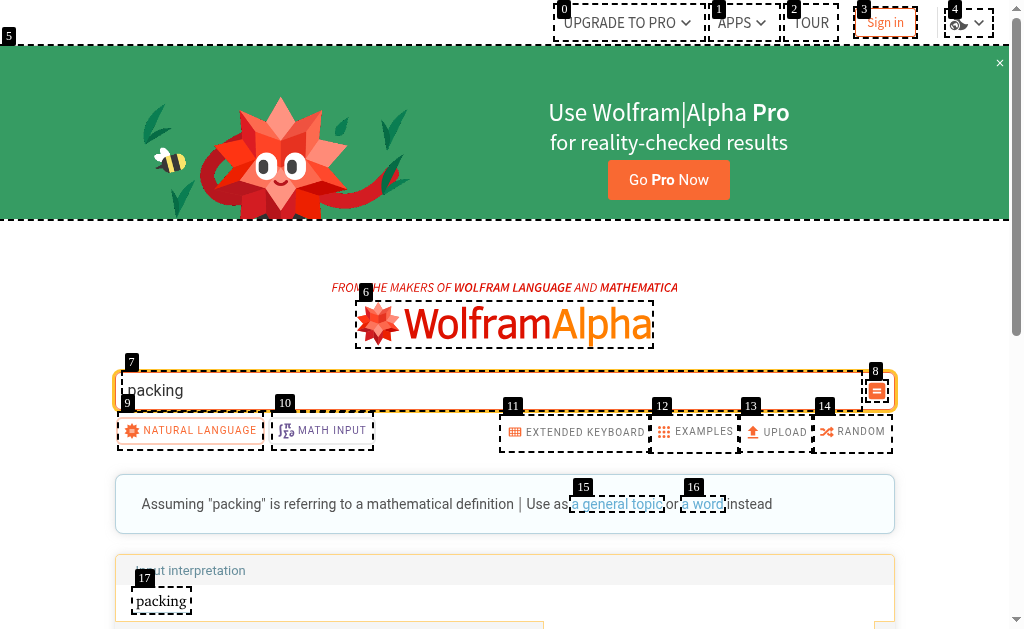 0
UPGRADE TO PRO
1
APPS
2
TOUR
3
Sign in
4
5
×
Use Wolfram|Alpha Pro
for reality-checked results
Go Pro Now
FROM THE MAKERS OF WOLFRAM LANGUAGE AND MATHEMATICA
6
WolframAlpha
7
packing
8
=
9
NATURAL LANGUAGE
10
MATH INPUT
11
EXTENDED KEYBOARD
12
EXAMPLES
13
UPLOAD
14
RANDOM
15
16
Assuming "packing" is referring to a mathematical definition | Use as a general topic or a word instead
Input interpretation
17
packing